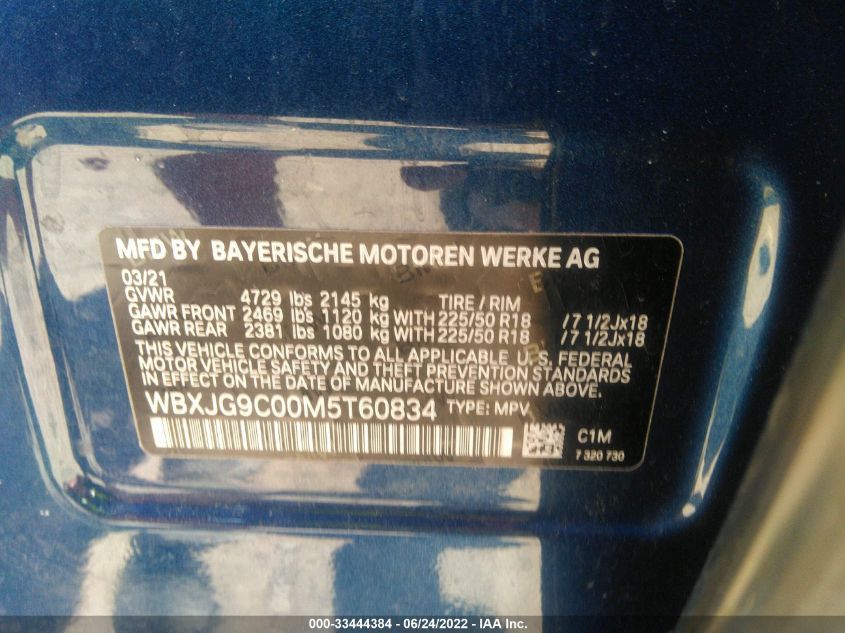 MFD BY BAYERISCHE MOTOREN WERKE AG
03/21
GVWR 4729 lbs 2145 kg TIRE / RIM
GAWR FRONT 2469 lbs 1120 kg WITH 225/50 R18 /7 1/2Jx18
GAWR REAR 2381 lbs 1080 kg WITH 225/50 R18 /7 1/2Jx18
THIS VEHICLE CONFORMS TO ALL APPLICABLE U.S. FEDERAL
MOTOR VEHICLE SAFETY AND THEFT PREVENTION STANDARDS
IN EFFECT ON THE DATE OF MANUFACTURE SHOWN ABOVE.
WBXJG9C00M5T60834 TYPE: MPV
C1M
7 320 730
000-33444384 - 06/24/2022 - IAA Inc.